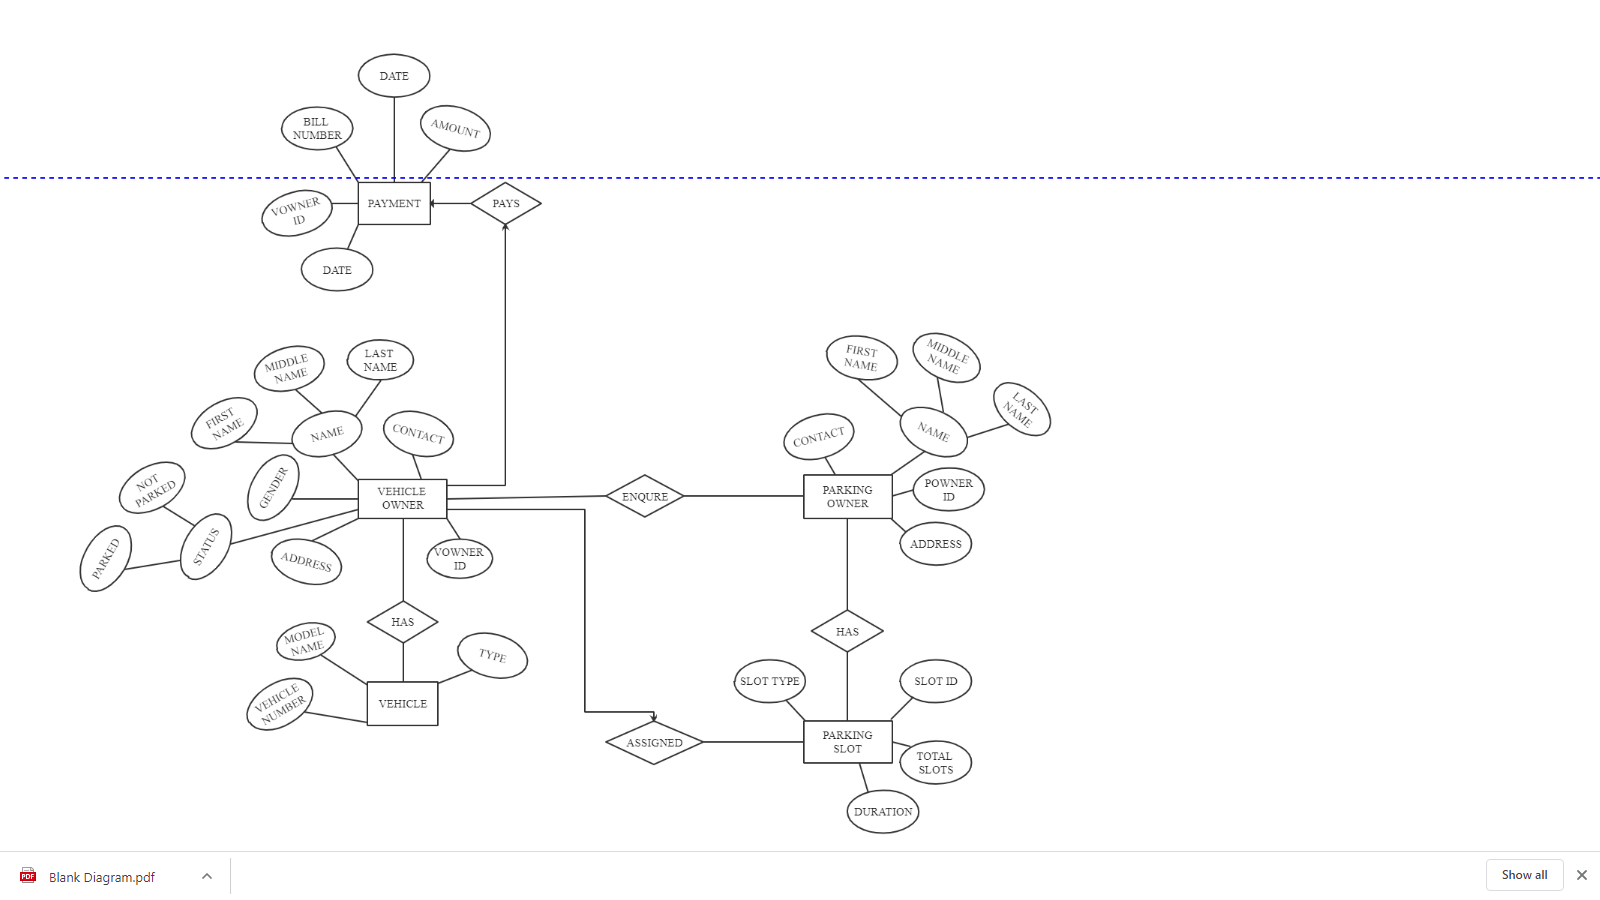 DATE
BILL
NUMBER
AMOUNT
VOWNER
ID
PAYMENT
PAYS
DATE
MIDDLE
NAME
LAST
NAME
FIRST
NAME
NAME
CONTACT
GENDER
NOT
PARKED
PARKED
STATUS
VEHICLE
OWNER
ADDRESS
VOWNER
ID
ENQURE
FIRST
NAME
MIDDLE
NAME
LAST
NAME
NAME
CONTACT
PARKING
OWNER
POWNER
ID
ADDRESS
HAS
MODEL
NAME
TYPE
VEHICLE
NUMBER
VEHICLE
HAS
SLOT TYPE
SLOT ID
ASSIGNED
PARKING
SLOT
TOTAL
SLOTS
DURATION
PDF
Blank Diagram.pdf
Show all